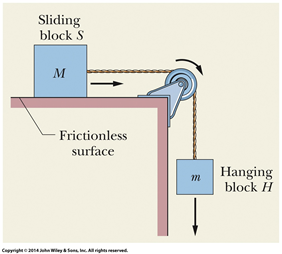 Sliding
block S
M
Frictionless
surface
m
Hanging
block H
Copyright © 2014 John Wiley & Sons, Inc. All rights reserved.